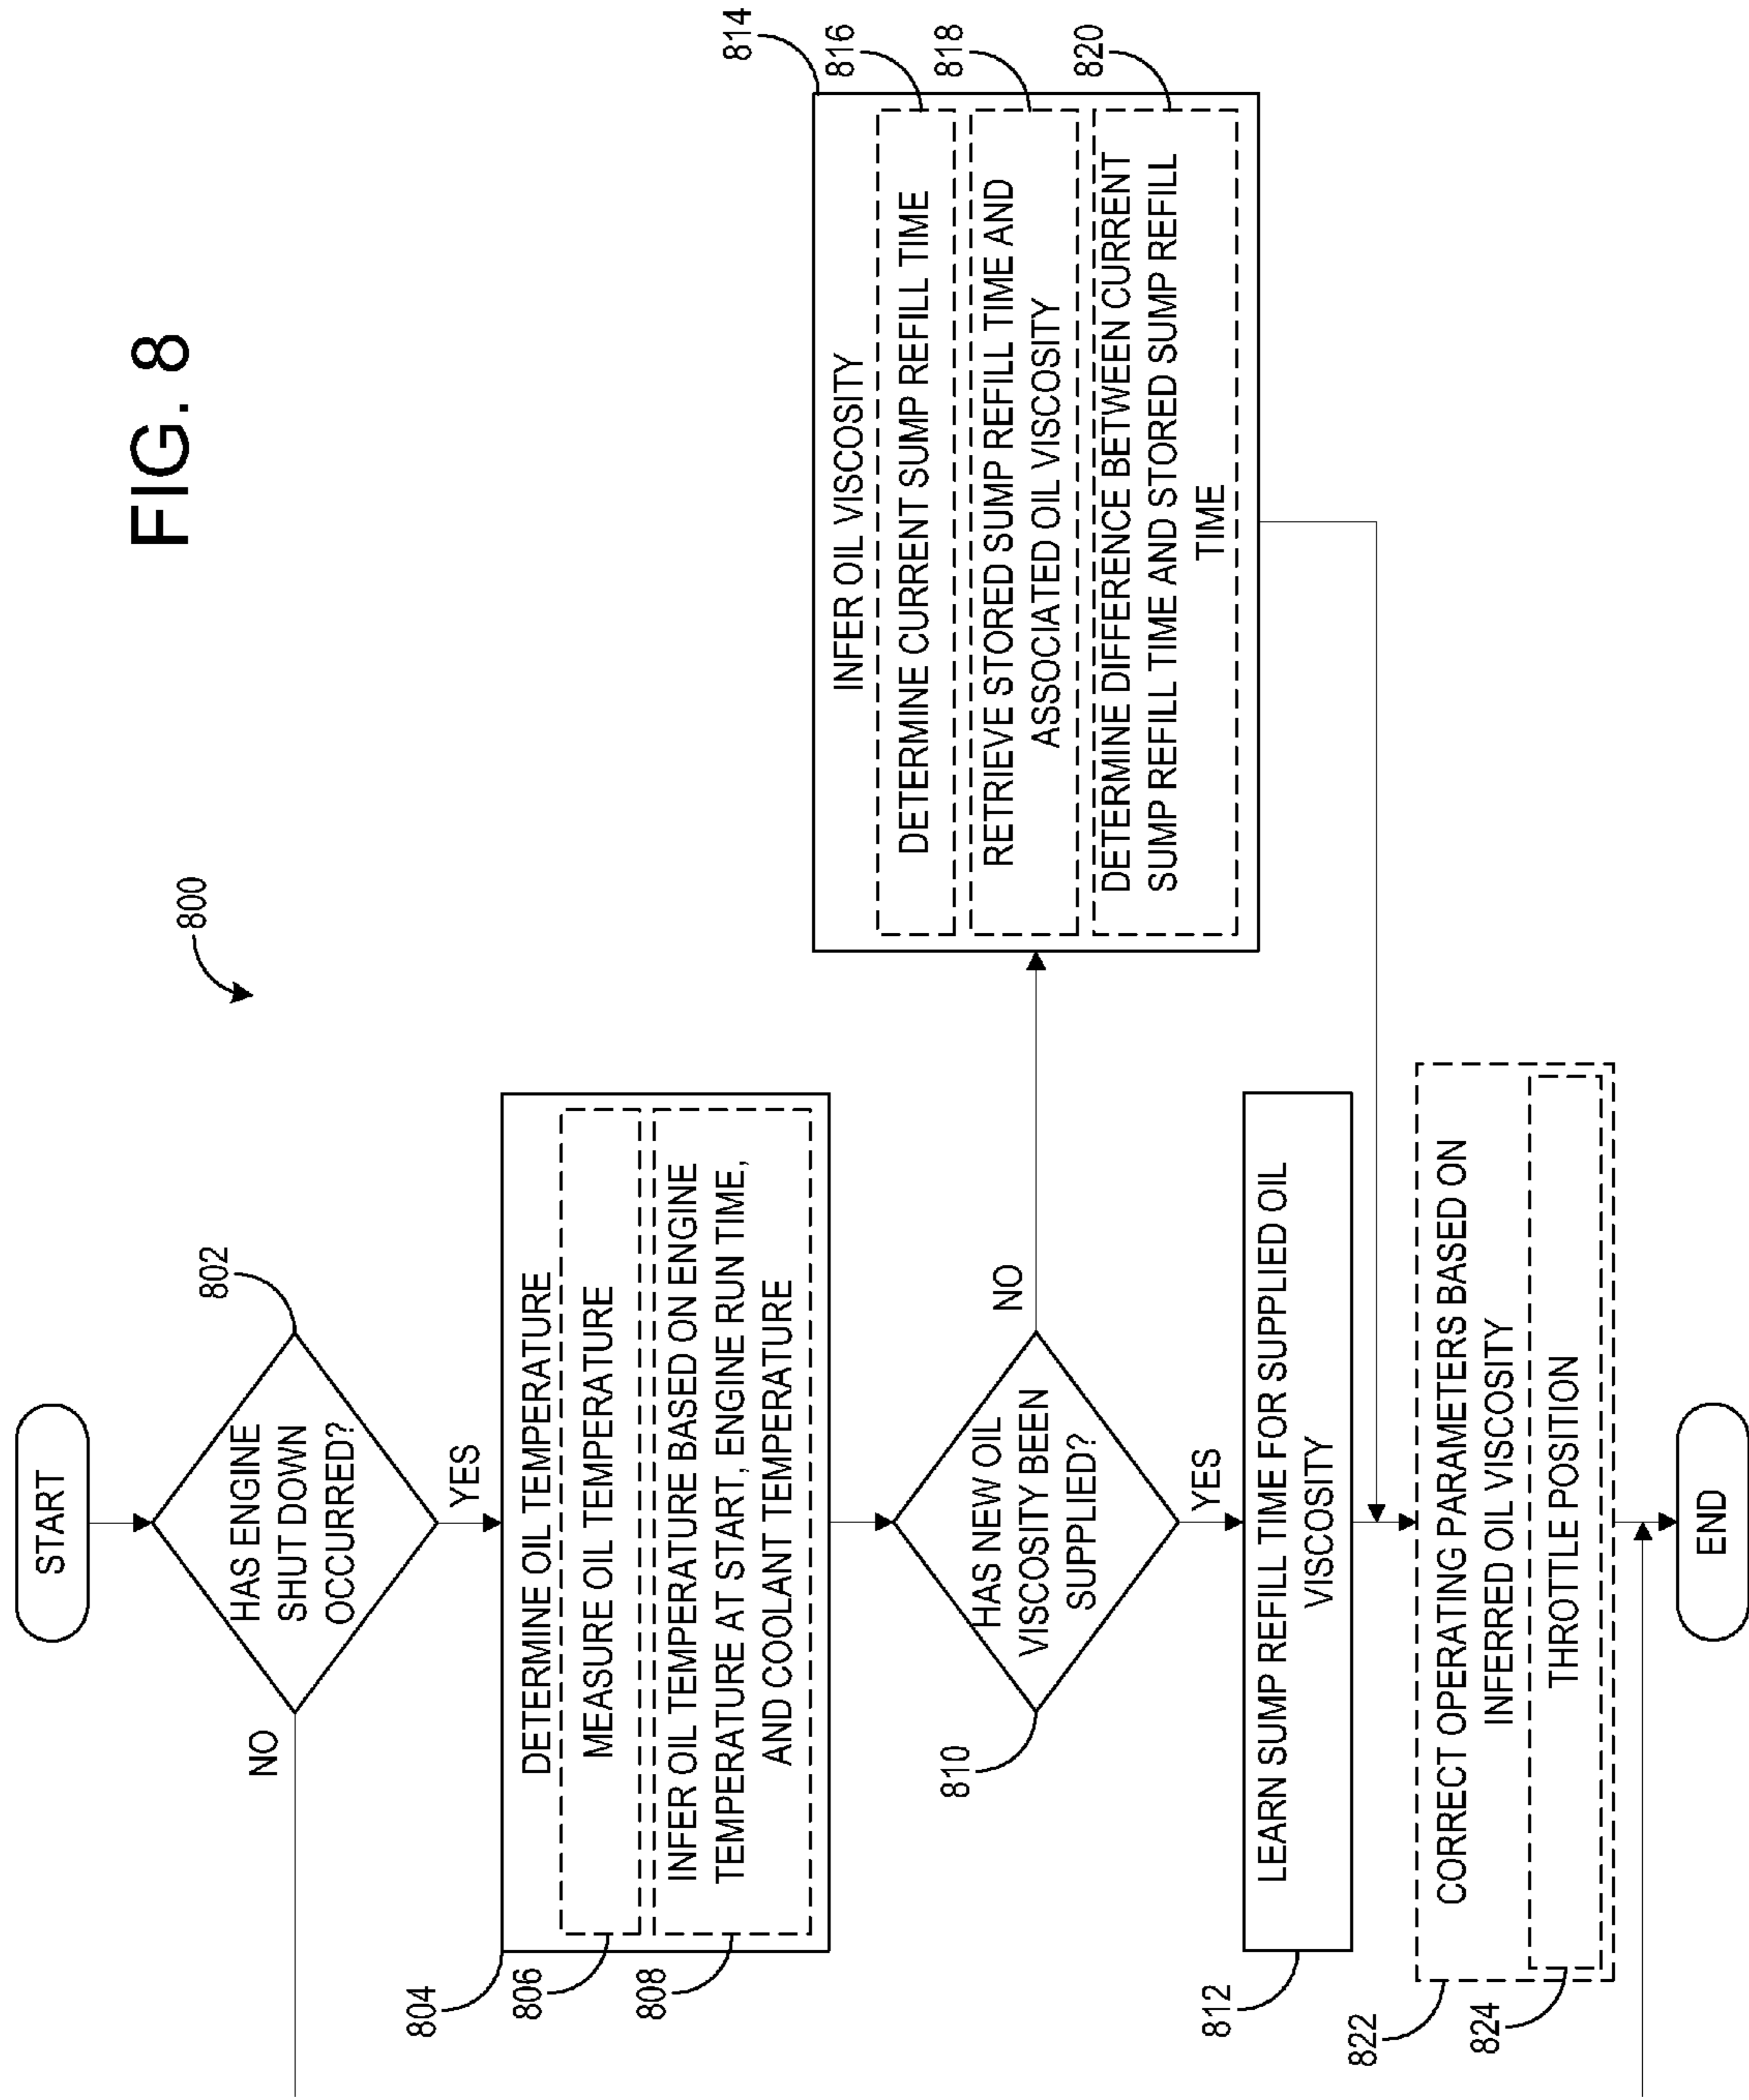 FIG. 8
800
START
802
HAS ENGINE
SHUT DOWN
OCCURRED?
NO
YES
804
DETERMINE OIL TEMPERATURE
806
MEASURE OIL TEMPERATURE
808
INFER OIL TEMPERATURE BASED ON ENGINE
TEMPERATURE AT START, ENGINE RUN TIME,
AND COOLANT TEMPERATURE
810
HAS NEW OIL
VISCOSITY BEEN
SUPPLIED?
NO
YES
814
INFER OIL VISCOSITY
816
DETERMINE CURRENT SUMP REFILL TIME
818
RETRIEVE STORED SUMP REFILL TIME AND
ASSOCIATED OIL VISCOSITY
820
DETERMINE DIFFERENCE BETWEEN CURRENT
SUMP REFILL TIME AND STORED SUMP REFILL
TIME
812
LEARN SUMP REFILL TIME FOR SUPPLIED OIL
VISCOSITY
822
CORRECT OPERATING PARAMETERS BASED ON
INFERRED OIL VISCOSITY
824
THROTTLE POSITION
END